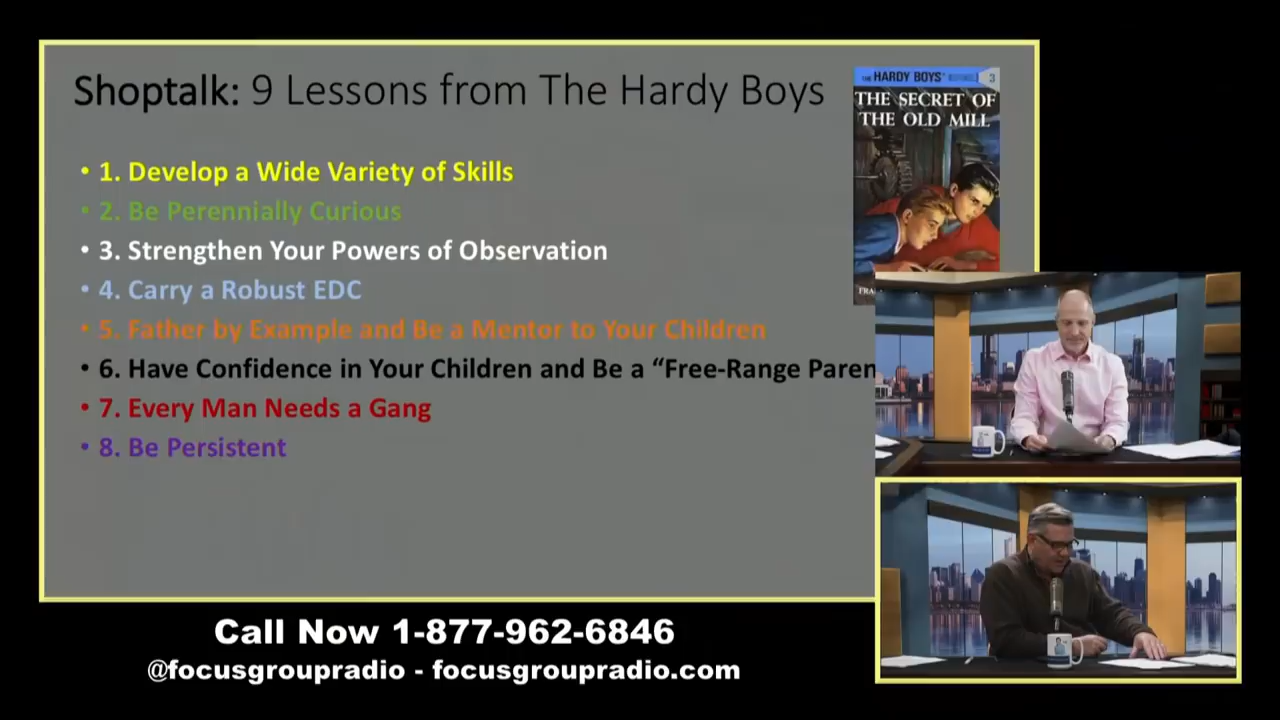 Shoptalk: 9 Lessons from The Hardy Boys
• 1. Develop a Wide Variety of Skills
• 2. Be Perennially Curious
• 3. Strengthen Your Powers of Observation
• 4. Carry a Robust EDC
• 5. Father by Example and Be a Mentor to Your Children
• 6. Have Confidence in Your Children and Be a “Free-Range Paren
• 7. Every Man Needs a Gang
• 8. Be Persistent
THE HARDY BOYS 3
THE SECRET OF
THE OLD MILL
FRA
Call Now 1-877-962-6846
@focusgroupradio - focusgroupradio.com